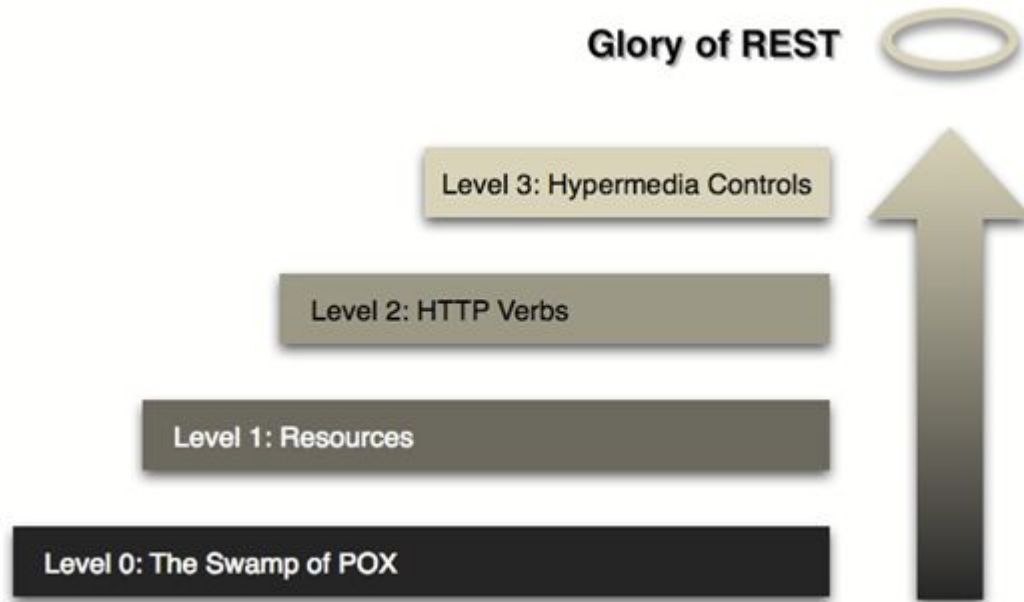 Glory of REST
Level 3: Hypermedia Controls
Level 2: HTTP Verbs
Level 1: Resources
Level 0: The Swamp of POX